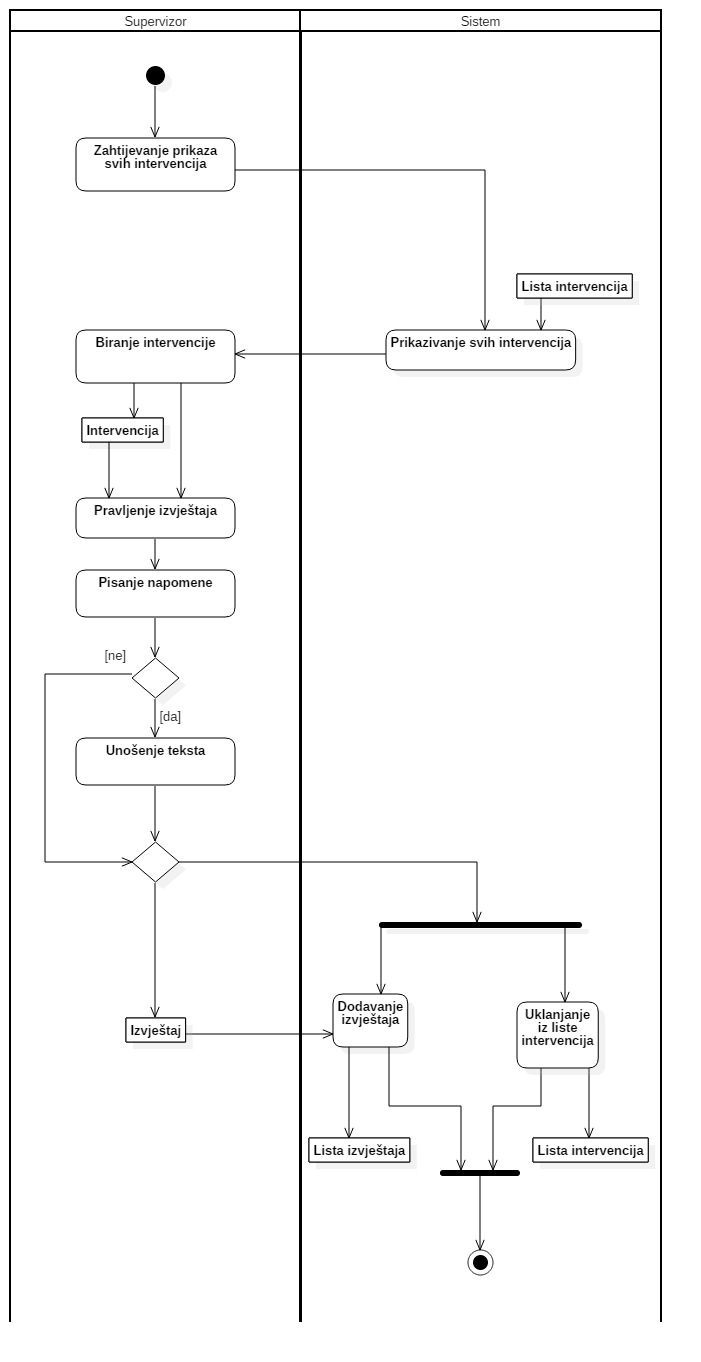 Supervizor
Sistem
Zahtijevanje prikaza
svih intervencija
Lista intervencija
Biranje intervencije
Prikazivanje svih intervencija
Intervencija
Pravljenje izvještaja
Pisanje napomene
[ne]
[da]
Unošenje teksta
Dodavanje
izvještaja
Uklanjanje
iz liste
intervencija
Izvještaj
Lista izvještaja
Lista intervencija